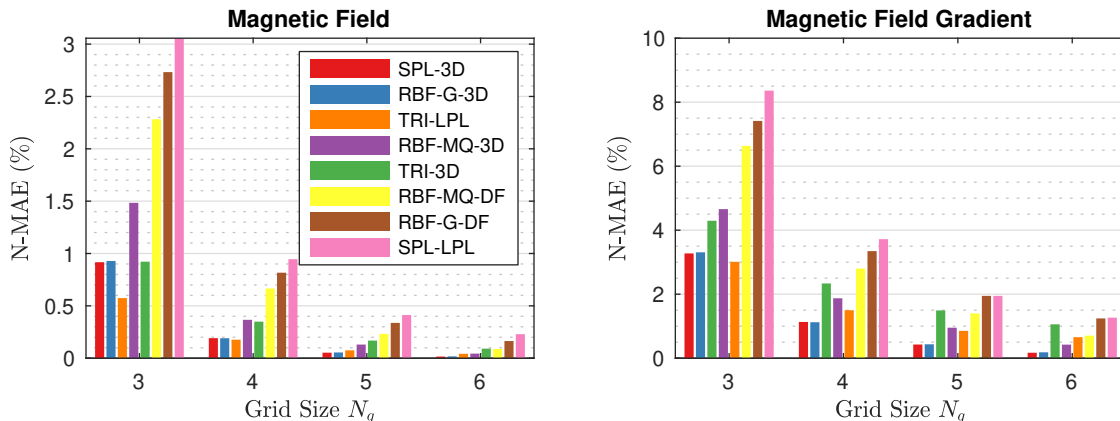 Magnetic Field
N-MAE (%)
3
2.5
2
1.5
1
0.5
0
SPL-3D
RBF-G-3D
TRI-LPL
RBF-MQ-3D
TRI-3D
RBF-MQ-DF
RBF-G-DF
SPL-LPL
3 4 5 6
Grid Size N_g
Magnetic Field Gradient
N-MAE (%)
10
8
6
4
2
0
3 4 5 6
Grid Size N_g